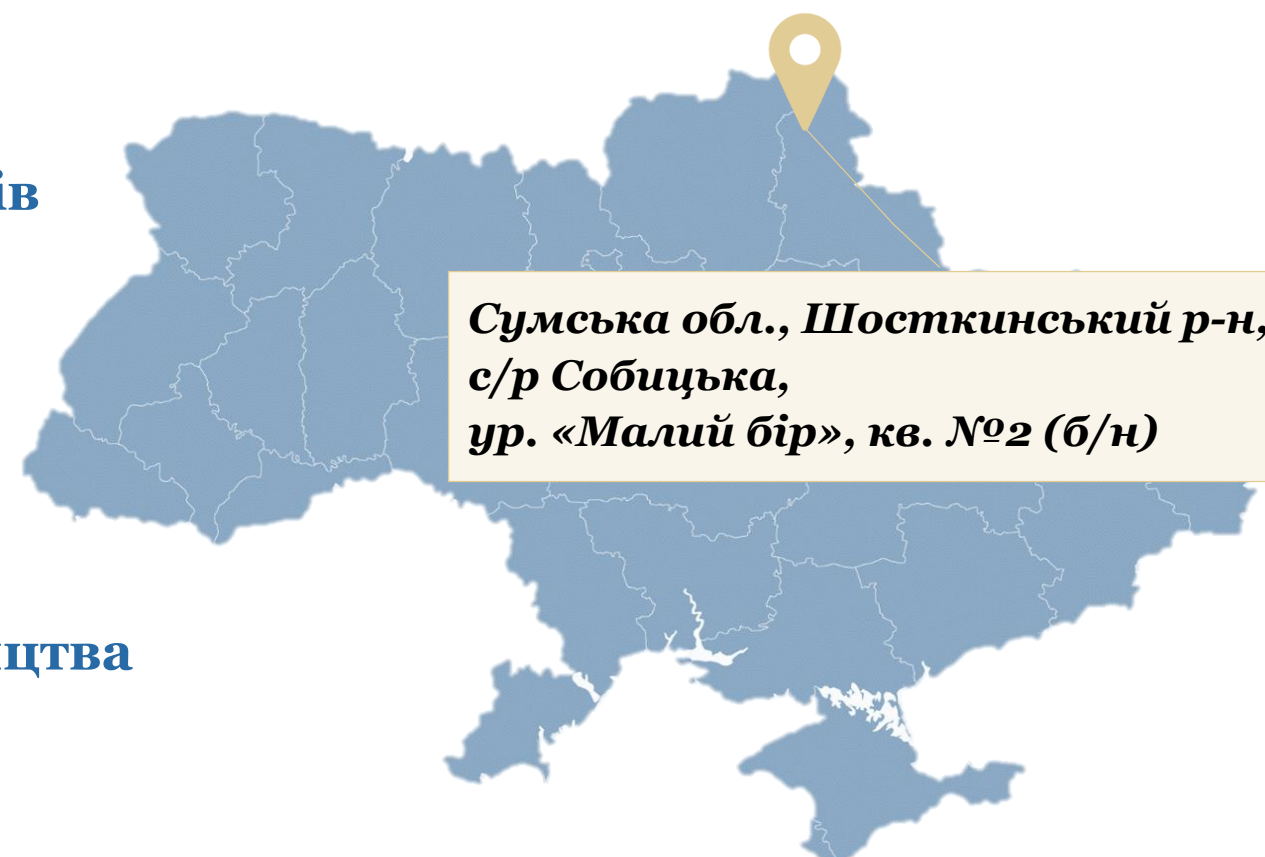 ів
Сумська обл., Шосткинський р-н,
с/р Собицька,
ур. «Малий бір», кв. №2 (б/н)
цтва